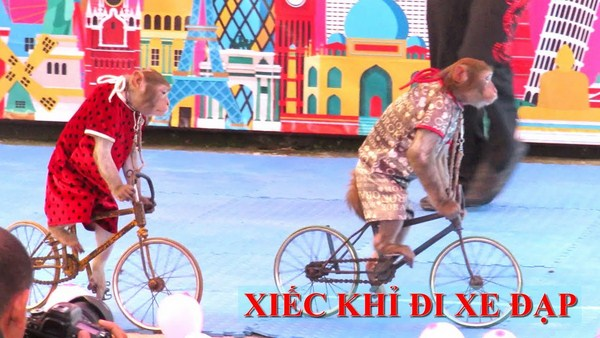 XIẾC KHỈ ĐI XE ĐẠP